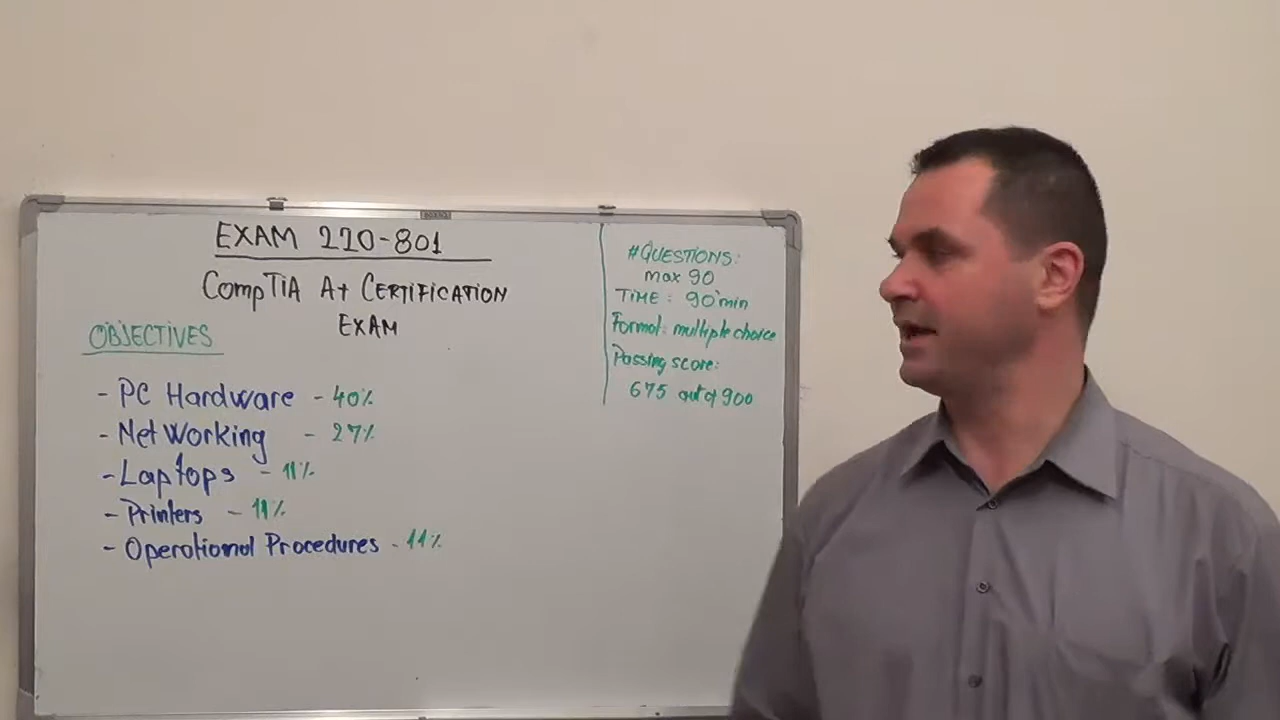 EXAM 220-801
CompTIA A+ CERTIFICATION
EXAM
OBJECTIVES
- PC Hardware - 40%
- NetWorking - 27%
- Laptops - 11%
- Printers - 11%
- Operational Procedures - 11%
# QUESTIONS:
max 90
TIME: 90 min
Format: multiple choice
Passing score:
675 out of 900